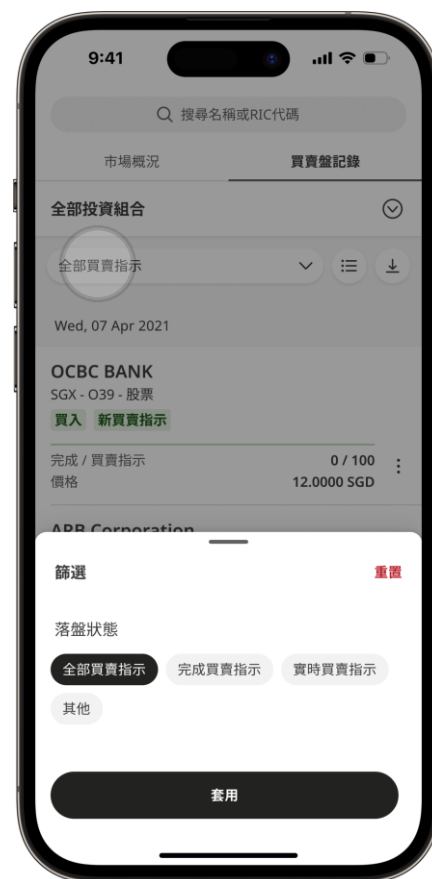 9:41
搜尋名稱或RIC代碼
市場概況 買賣盤記錄
全部投資組合
全部買賣指示
Wed, 07 Apr 2021
OCBC BANK
SGX - O39 - 股票
買入 新買賣指示
完成 / 買賣指示 0 / 100
價格 12.0000 SGD
ARB Corporation
篩選 重置
落盤狀態
全部買賣指示 完成買賣指示 實時買賣指示
其他
套用